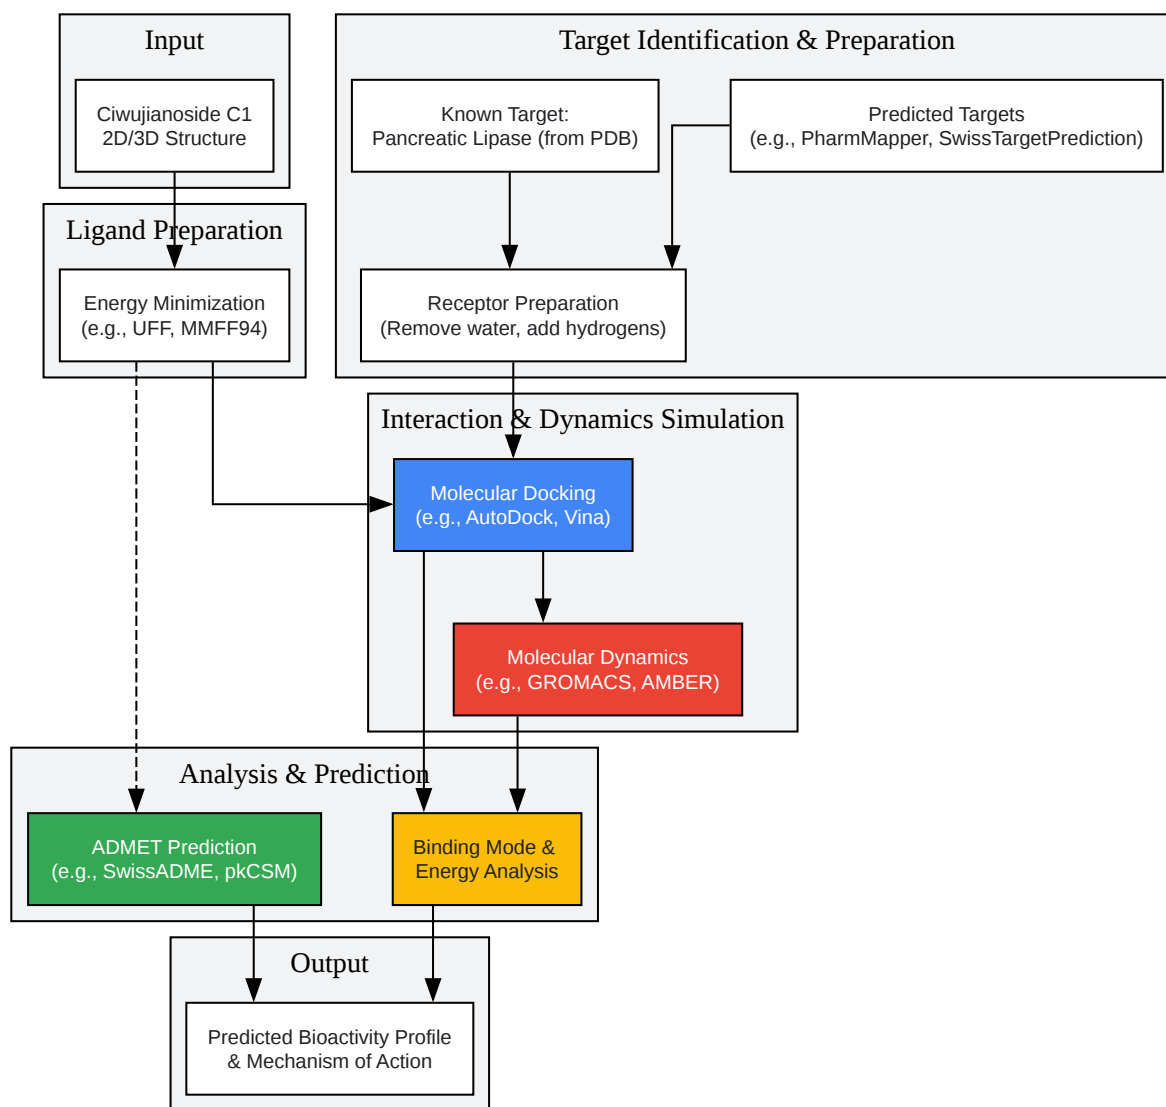 Input
Ciwujianoside C1
2D/3D Structure
Target Identification & Preparation
Known Target:
Pancreatic Lipase (from PDB)
Predicted Targets
(e.g., PharmMapper, SwissTargetPrediction)
Ligand Preparation
Energy Minimization
(e.g., UFF, MMFF94)
Receptor Preparation
(Remove water, add hydrogens)
Interaction & Dynamics Simulation
Molecular Docking
(e.g., AutoDock, Vina)
Molecular Dynamics
(e.g., GROMACS, AMBER)
Analysis & Prediction
ADMET Prediction
(e.g., SwissADME, pkCSM)
Binding Mode &
Energy Analysis
Output
Predicted Bioactivity Profile
& Mechanism of Action